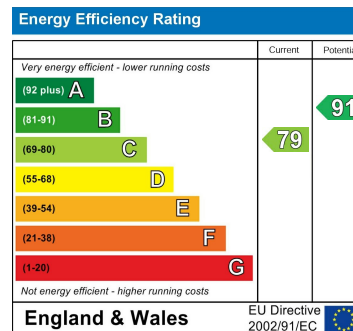 Energy Efficiency Rating
Current Potentia
Very energy efficient - lower running costs
(92 plus) A
(81-91) B
(69-80) C
(55-68) D
(39-54) E
(21-38) F
(1-20) G
79
91
Not energy efficient - higher running costs
England & Wales
EU Directive
2002/91/EC